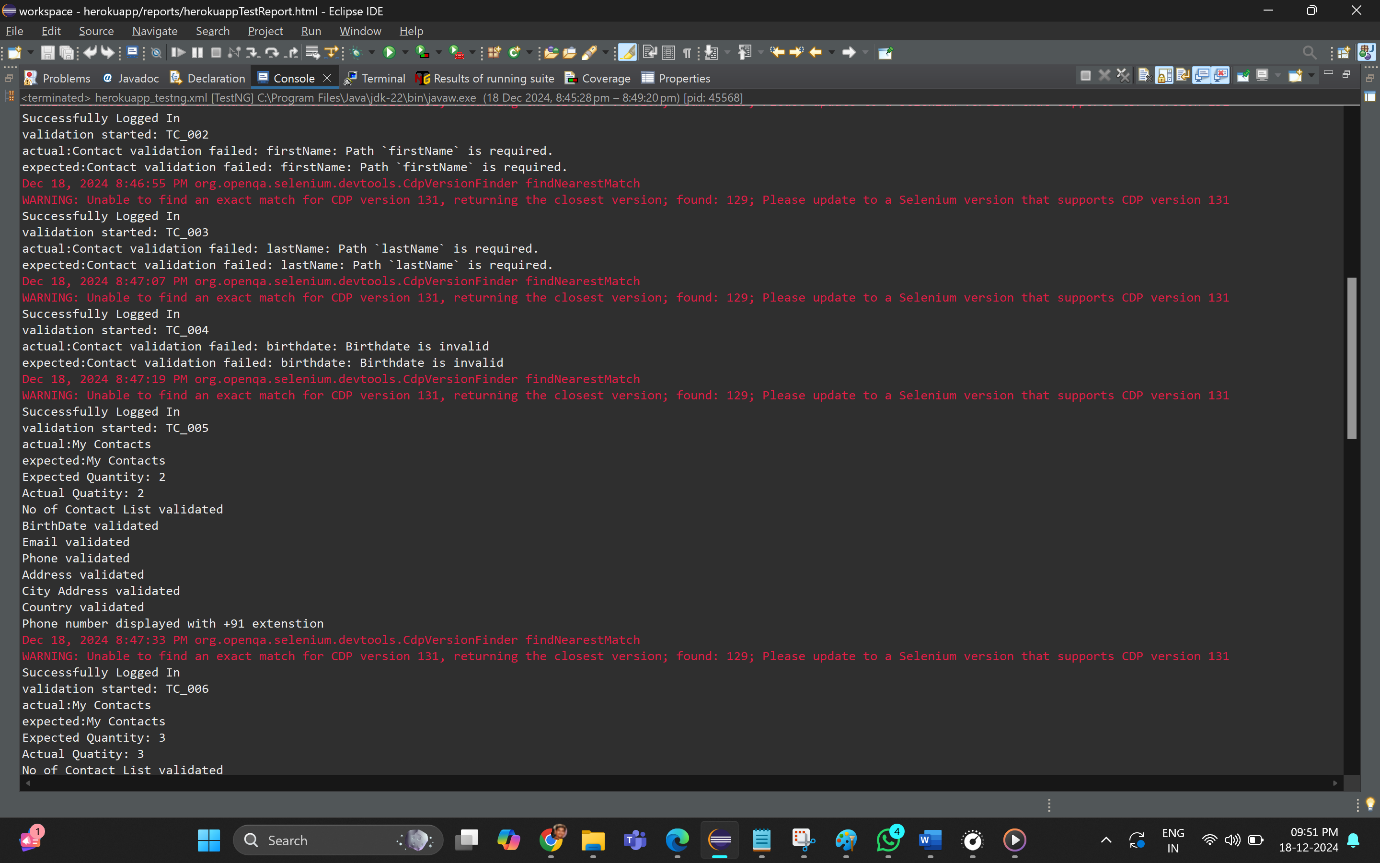 workspace - herokuapp/reports/herokuappTestReport.html - Eclipse IDE
File Edit Source Navigate Search Project Run Window Help
Problems Javadoc Declaration Console Terminal Results of running suite Coverage Properties
<terminated> herokuapp_testng.xml [TestNG] C:\Program Files\Java\jdk-22\bin\javaw.exe (18 Dec 2024, 8:45:28 pm – 8:49:20 pm) [pid: 45568]
Successfully Logged In
validation started: TC_002
actual:Contact validation failed: firstName: Path `firstName` is required.
expected:Contact validation failed: firstName: Path `firstName` is required.
Dec 18, 2024 8:46:55 PM org.openqa.selenium.devtools.CdpVersionFinder findNearestMatch
WARNING: Unable to find an exact match for CDP version 131, returning the closest version; found: 129; Please update to a Selenium version that supports CDP version 131
Successfully Logged In
validation started: TC_003
actual:Contact validation failed: lastName: Path `lastName` is required.
expected:Contact validation failed: lastName: Path `lastName` is required.
Dec 18, 2024 8:47:07 PM org.openqa.selenium.devtools.CdpVersionFinder findNearestMatch
WARNING: Unable to find an exact match for CDP version 131, returning the closest version; found: 129; Please update to a Selenium version that supports CDP version 131
Successfully Logged In
validation started: TC_004
actual:Contact validation failed: birthdate: Birthdate is invalid
expected:Contact validation failed: birthdate: Birthdate is invalid
Dec 18, 2024 8:47:19 PM org.openqa.selenium.devtools.CdpVersionFinder findNearestMatch
WARNING: Unable to find an exact match for CDP version 131, returning the closest version; found: 129; Please update to a Selenium version that supports CDP version 131
Successfully Logged In
validation started: TC_005
actual:My Contacts
expected:My Contacts
Expected Quantity: 2
Actual Quatity: 2
No of Contact List validated
BirthDate validated
Email validated
Phone validated
Address validated
City Address validated
Country validated
Phone number displayed with +91 extenstion
Dec 18, 2024 8:47:33 PM org.openqa.selenium.devtools.CdpVersionFinder findNearestMatch
WARNING: Unable to find an exact match for CDP version 131, returning the closest version; found: 129; Please update to a Selenium version that supports CDP version 131
Successfully Logged In
validation started: TC_006
actual:My Contacts
expected:My Contacts
Expected Quantity: 3
Actual Quatity: 3
No of Contact List validated
1
Search
4
ENG
IN
09:51 PM
18-12-2024